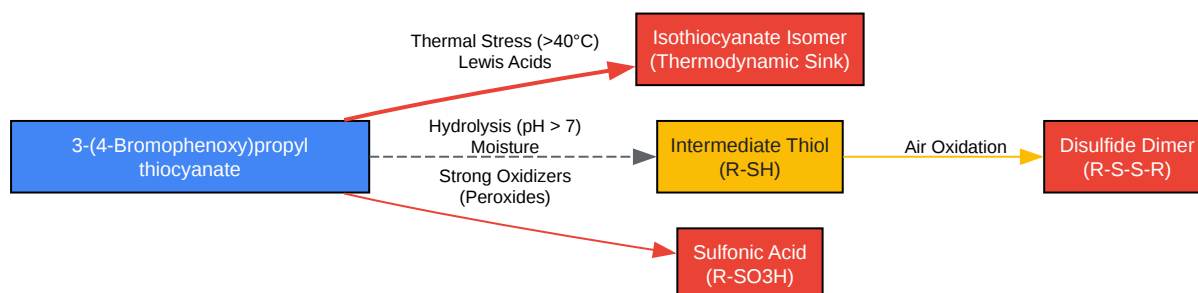 Thermal Stress (>40°C)
Lewis Acids
Isothiocyanate Isomer
(Thermodynamic Sink)
3-(4-Bromophenoxy)propyl
thiocyanate
Hydrolysis (pH > 7)
Moisture
Intermediate Thiol
(R-SH)
Air Oxidation
Disulfide Dimer
(R-S-S-R)
Strong Oxidizers
(Peroxides)
Sulfonic Acid
(R-SO3H)